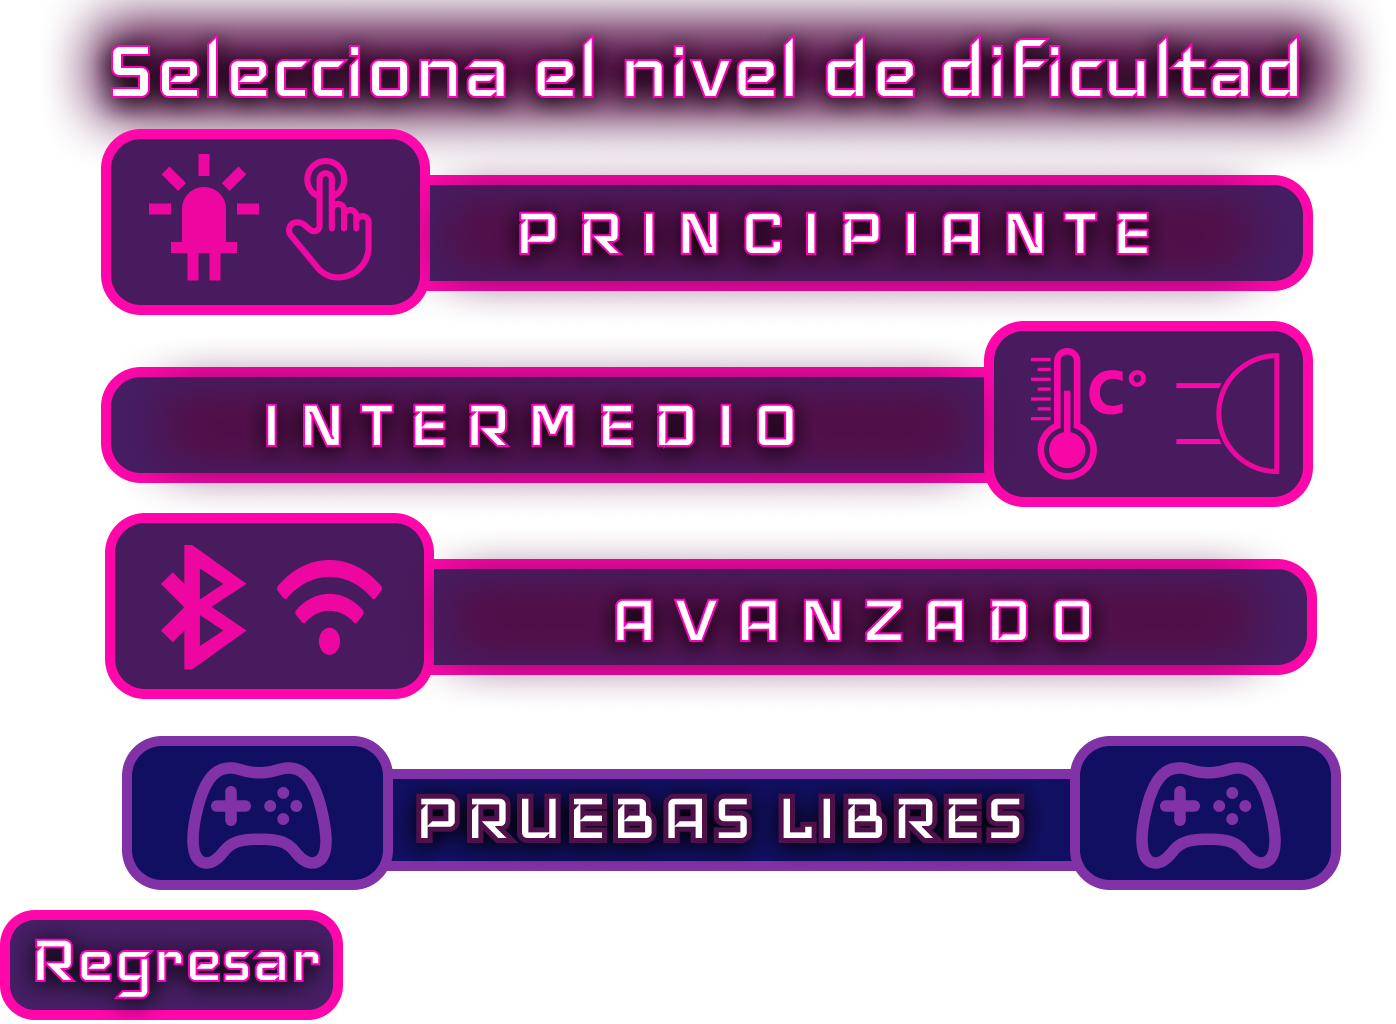 Selecciona el nivel de dificultad
PRINCIPIANTE
C°
INTERMEDIO
AVANZADO
PRUEBAS LIBRES
Regresar